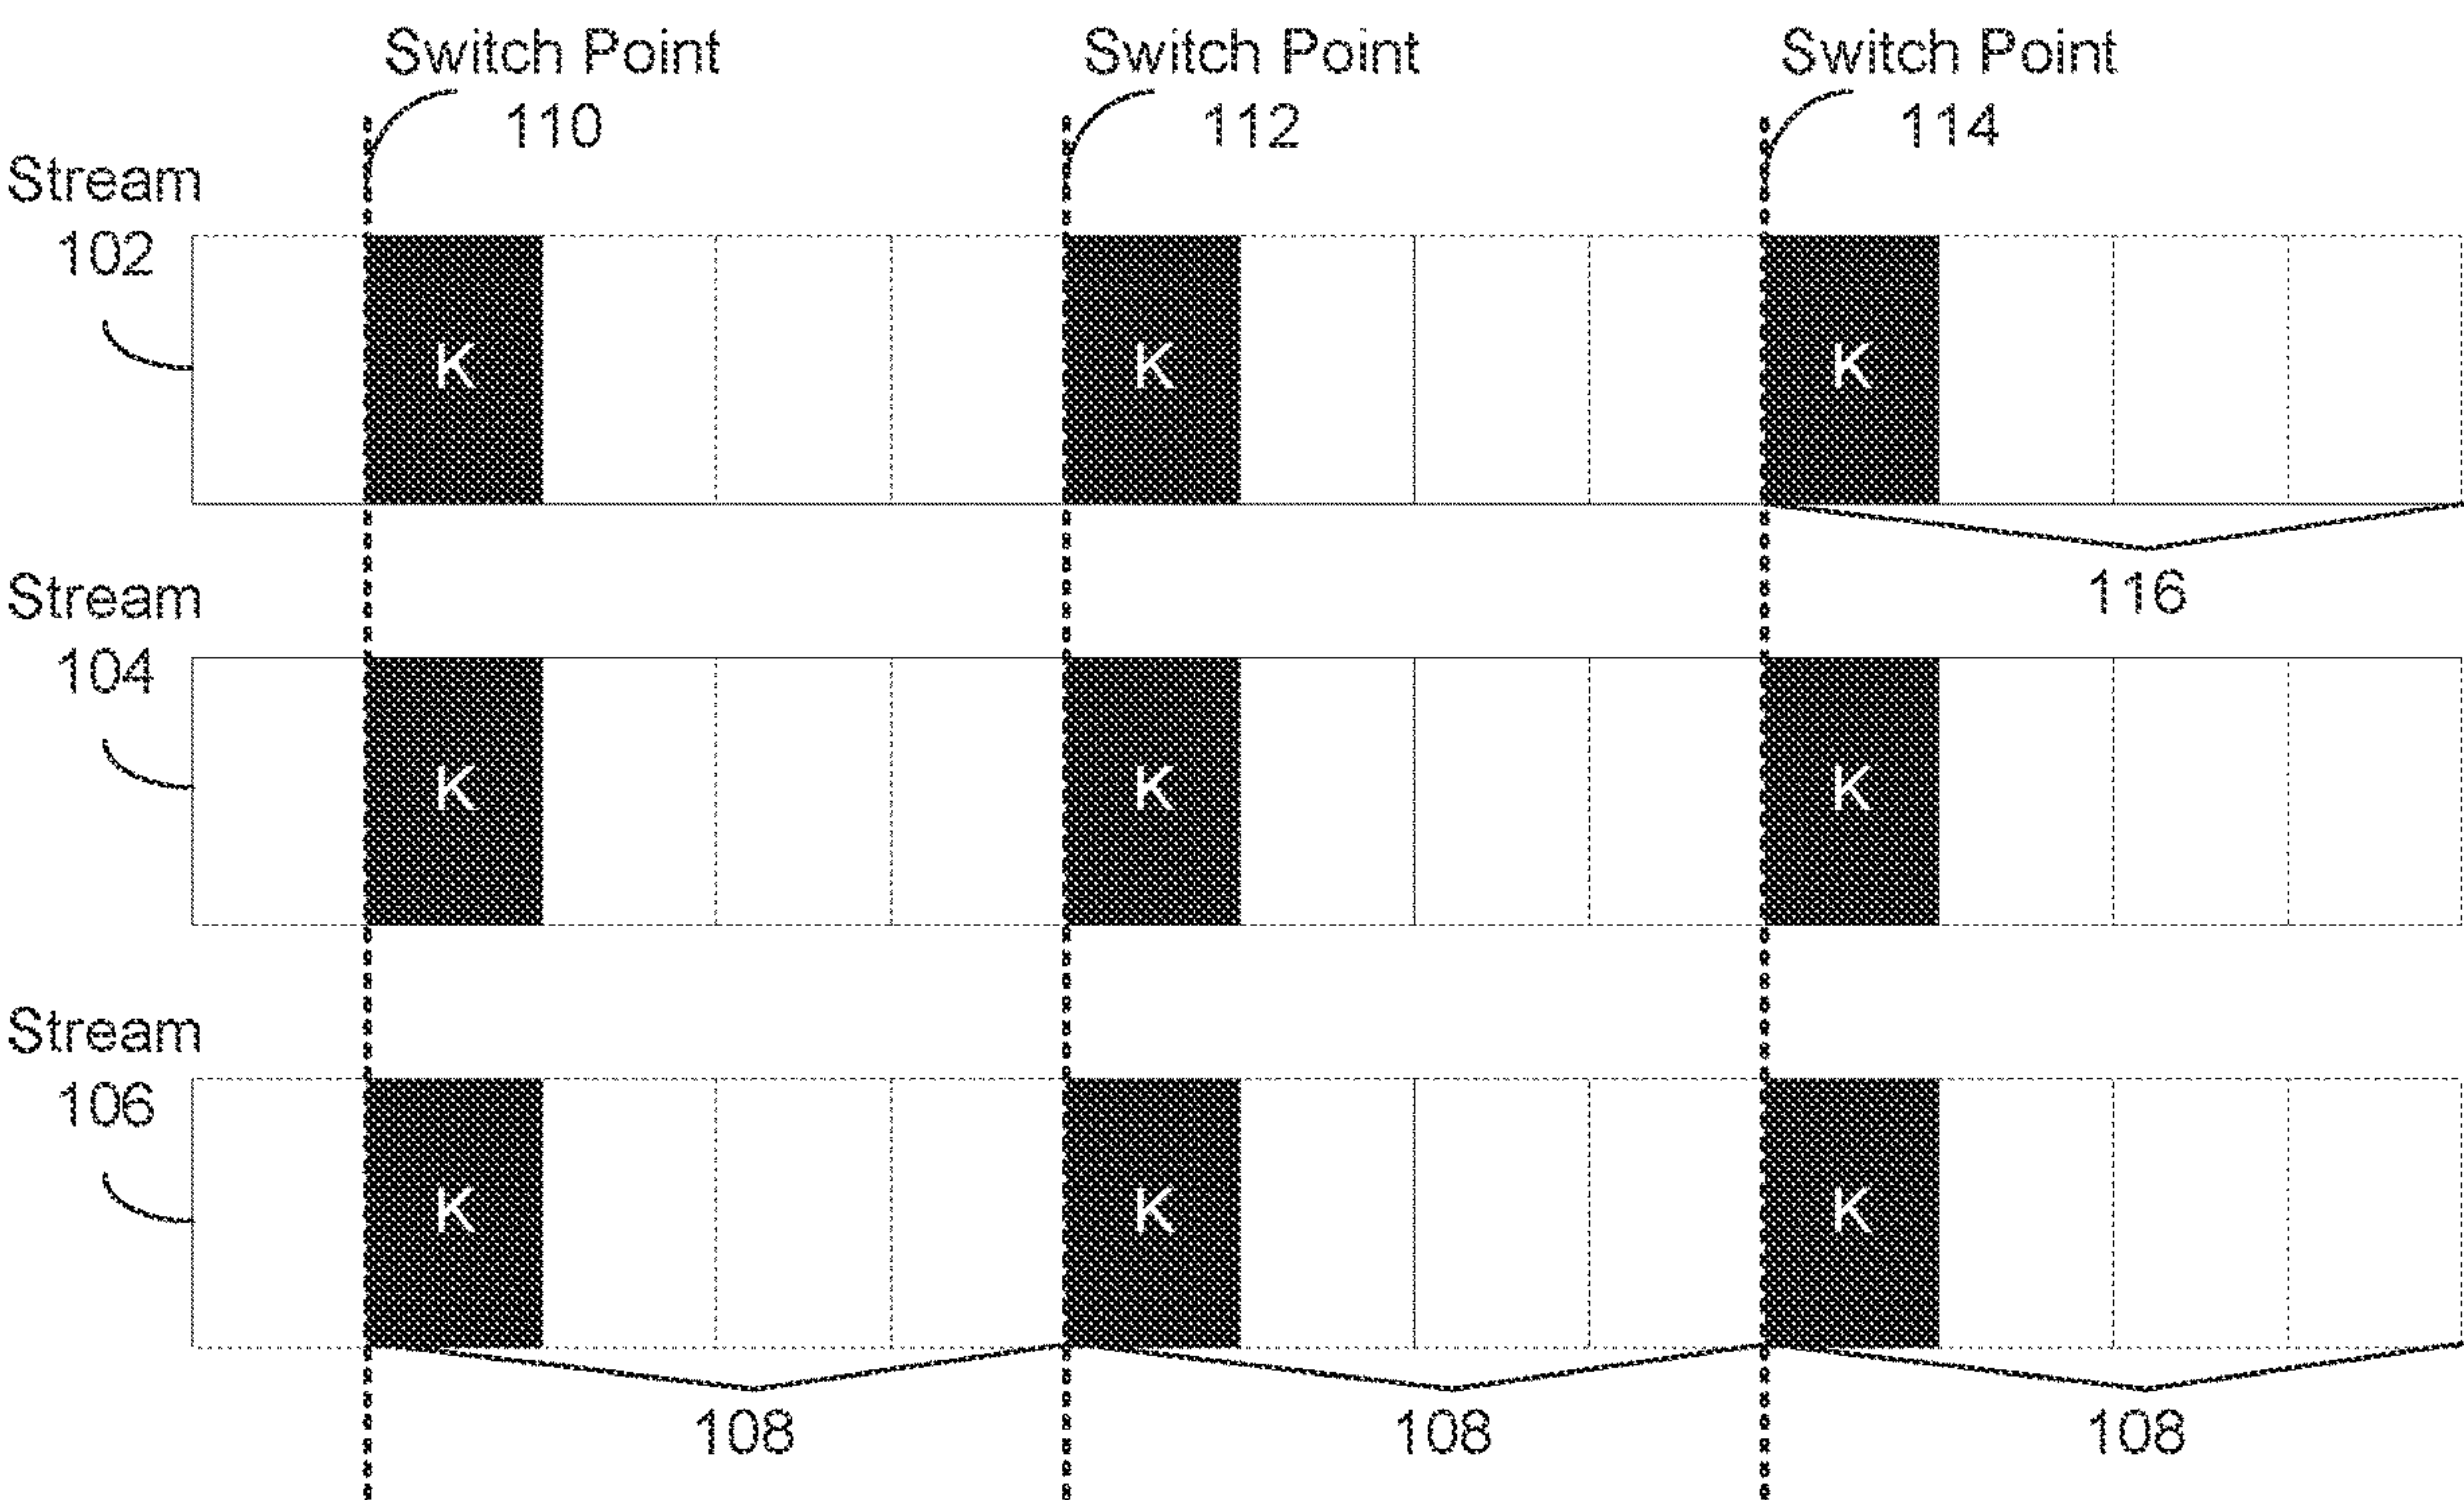 Switch Point Switch Point Switch Point
110 112 114
Stream
102
K K K
116
Stream
104
K K K
Stream
106
K K K
108 108 108